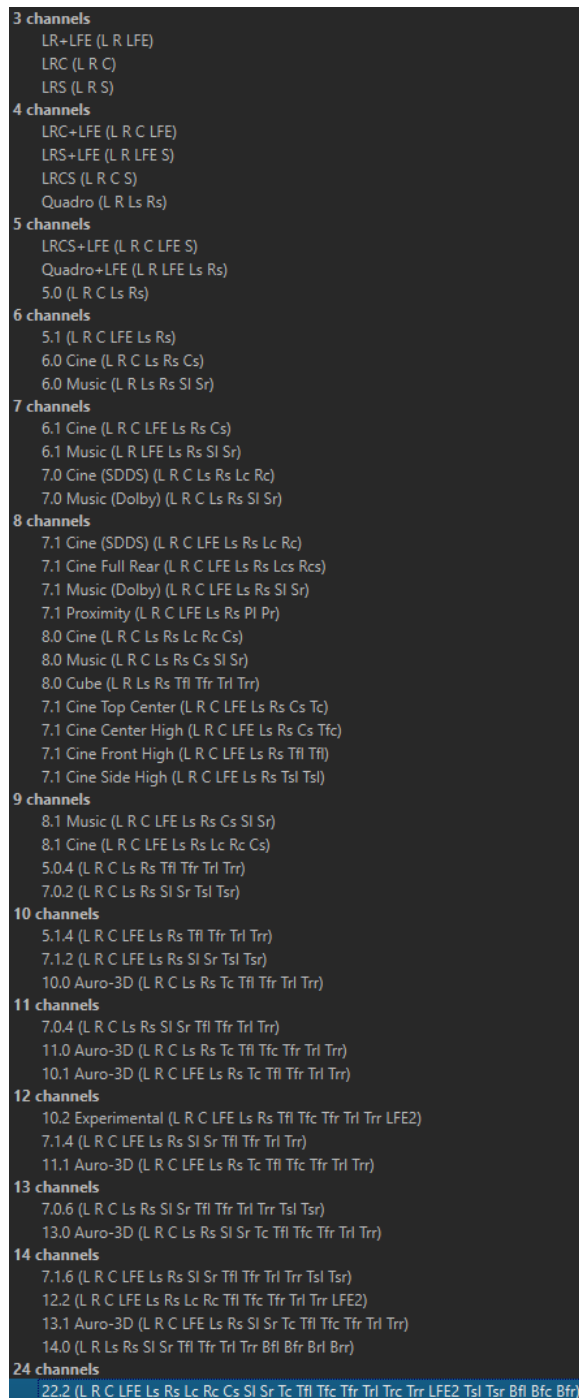 3 channels
LR+LFE (L R LFE)
LRC (L R C)
LRS (L R S)
4 channels
LRC+LFE (L R C LFE)
LRS+LFE (L R LFE S)
LRCS (L R C S)
Quadro (L R Ls Rs)
5 channels
LRCS+LFE (L R C LFE S)
Quadro+LFE (L R LFE Ls Rs)
5.0 (L R C Ls Rs)
6 channels
5.1 (L R C LFE Ls Rs)
6.0 Cine (L R C Ls Rs Cs)
6.0 Music (L R Ls Rs Sl Sr)
7 channels
6.1 Cine (L R C LFE Ls Rs Cs)
6.1 Music (L R LFE Ls Rs Sl Sr)
7.0 Cine (SDDS) (L R C Ls Rs Lc Rc)
7.0 Music (Dolby) (L R C Ls Rs Sl Sr)
8 channels
7.1 Cine (SDDS) (L R C LFE Ls Rs Lc Rc)
7.1 Cine Full Rear (L R C LFE Ls Rs Lcs Rcs)
7.1 Music (Dolby) (L R C LFE Ls Rs Sl Sr)
7.1 Proximity (L R C LFE Ls Rs Pl Pr)
8.0 Cine (L R C Ls Rs Lc Rc Cs)
8.0 Music (L R C Ls Rs Cs Sl Sr)
8.0 Cube (L R Ls Rs Tfl Tfr Trl Trr)
7.1 Cine Top Center (L R C LFE Ls Rs Cs Tc)
7.1 Cine Center High (L R C LFE Ls Rs Cs Tfc)
7.1 Cine Front High (L R C LFE Ls Rs Tfl Tfl)
7.1 Cine Side High (L R C LFE Ls Rs Tsl Tsl)
9 channels
8.1 Music (L R C LFE Ls Rs Cs Sl Sr)
8.1 Cine (L R C LFE Ls Rs Lc Rc Cs)
5.0.4 (L R C Ls Rs Tfl Tfr Trl Trr)
7.0.2 (L R C Ls Rs Sl Sr Tsl Tsr)
10 channels
5.1.4 (L R C LFE Ls Rs Tfl Tfr Trl Trr)
7.1.2 (L R C LFE Ls Rs Sl Sr Tsl Tsr)
10.0 Auro-3D (L R C Ls Rs Tc Tfl Tfr Trl Trr)
11 channels
7.0.4 (L R C Ls Rs Sl Sr Tfl Tfr Trl Trr)
11.0 Auro-3D (L R C Ls Rs Tc Tfl Tfc Tfr Trl Trr)
10.1 Auro-3D (L R C LFE Ls Rs Tc Tfl Tfr Trl Trr)
12 channels
10.2 Experimental (L R C LFE Ls Rs Tfl Tfc Tfr Trl Trr LFE2)
7.1.4 (L R C LFE Ls Rs Sl Sr Tfl Tfr Trl Trr)
11.1 Auro-3D (L R C LFE Ls Rs Tc Tfl Tfc Tfr Trl Trr)
13 channels
7.0.6 (L R C Ls Rs Sl Sr Tfl Tfr Trl Trr Tsl Tsr)
13.0 Auro-3D (L R C Ls Rs Sl Sr Tc Tfl Tfc Tfr Trl Trr)
14 channels
7.1.6 (L R C LFE Ls Rs Sl Sr Tfl Tfr Trl Trr Tsl Tsr)
12.2 (L R C LFE Ls Rs Lc Rc Tfl Tfc Tfr Trl Trr LFE2)
13.1 Auro-3D (L R C LFE Ls Rs Sl Sr Tc Tfl Tfc Tfr Trl Trr)
14.0 (L R Ls Rs Sl Sr Tfl Tfr Trl Trr Bfl Bfr Brl Brr)
24 channels
22.2 (L R C LFE Ls Rs Lc Rc Cs Sl Sr Tc Tfl Tfc Tfr Trl Trc Trr LFE2 Tsl Tsr Bfl Bfc Bfr)